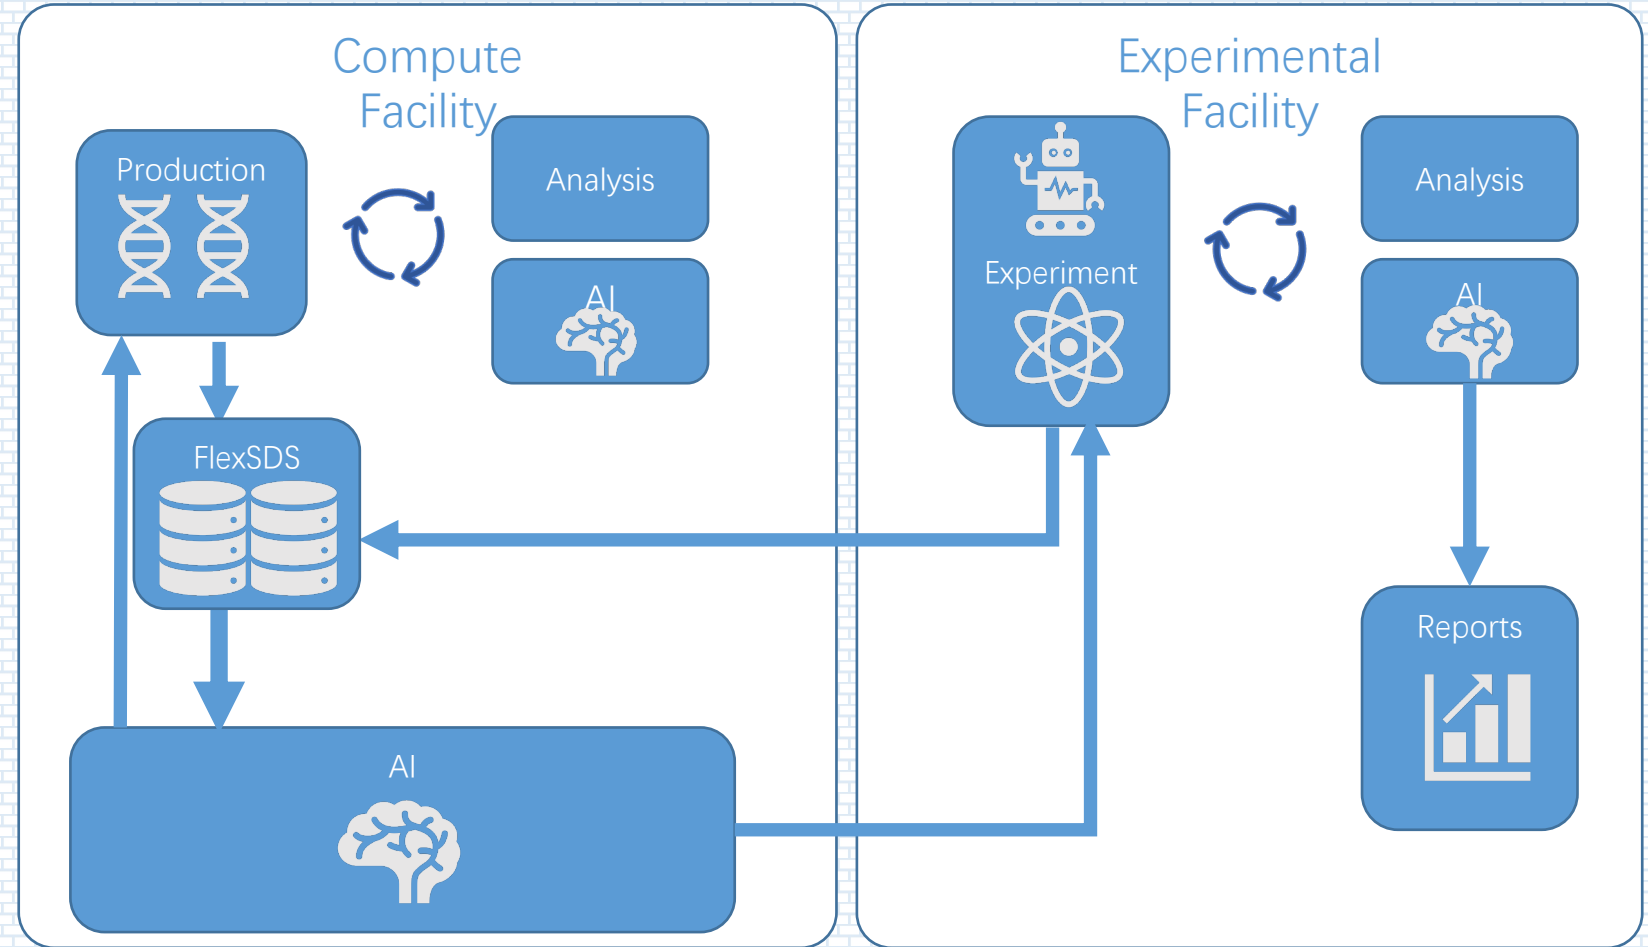 Compute
Facility
Production
Analysis
AI
FlexSDS
AI
Experimental
Facility
Experiment
Analysis
AI
Reports